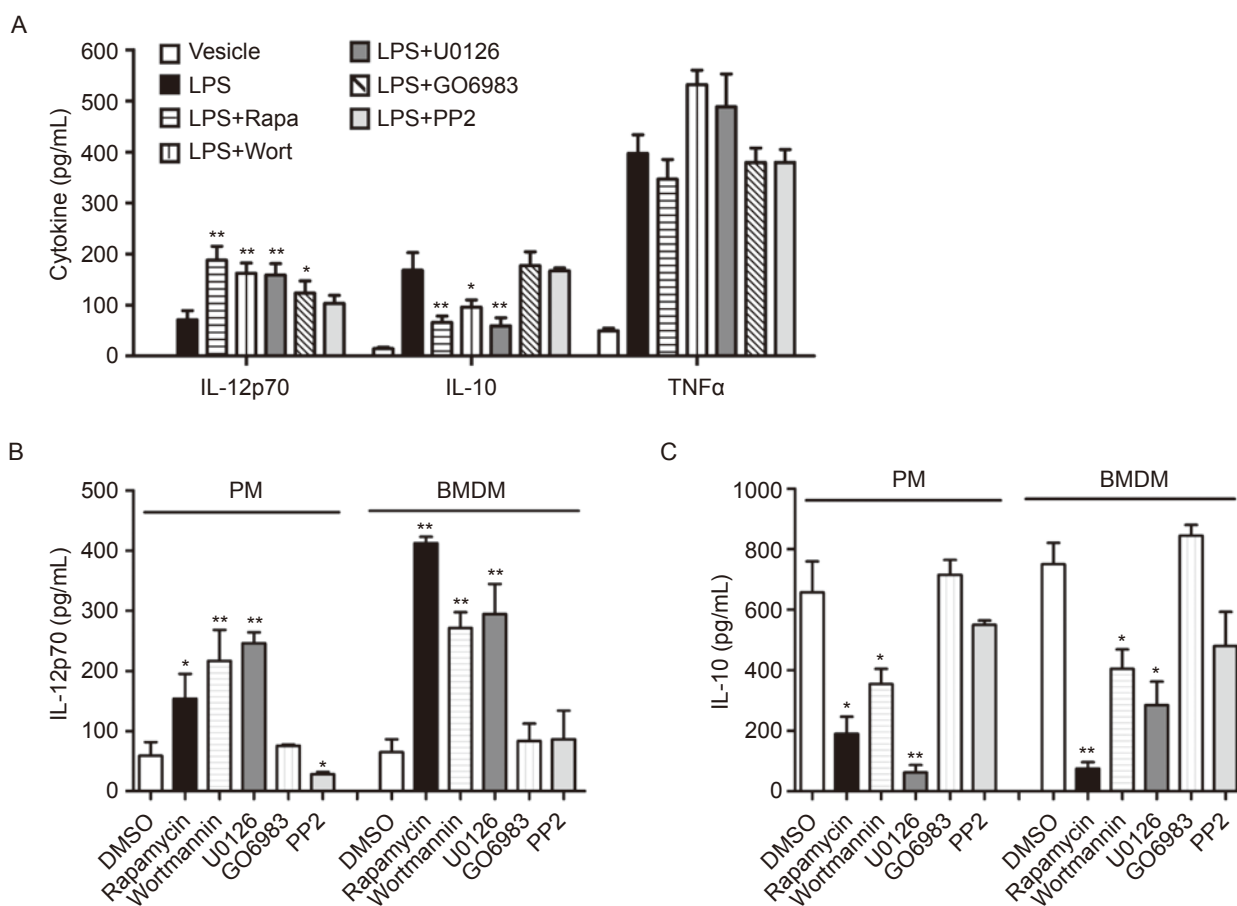 A
600
500
400
300
200
100
0
Cytokine (pg/mL)
Vesicle
LPS
LPS+Rapa
LPS+Wort
LPS+U0126
LPS+GO6983
LPS+PP2
** ** ** *
** * **
IL-12p70 IL-10 TNFα
B
500
400
300
200
100
0
IL-12p70 (pg/mL)
PM BMDM
* ** ** *
** ** **
DMSO Rapamycin Wortmannin U0126 GO6983 PP2 DMSO Rapamycin Wortmannin U0126 GO6983 PP2
C
1000
800
600
400
200
0
IL-10 (pg/mL)
PM BMDM
* * **
** * *
DMSO Rapamycin Wortmannin U0126 GO6983 PP2 DMSO Rapamycin Wortmannin U0126 GO6983 PP2